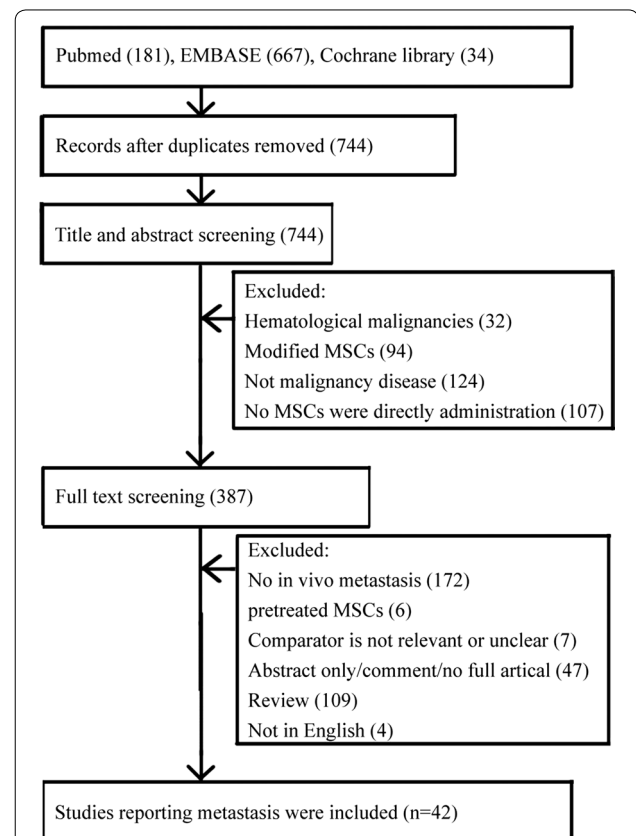 Pubmed (181), EMBASE (667), Cochrane library (34)
Records after duplicates removed (744)
Title and abstract screening (744)
Excluded:
Hematological malignancies (32)
Modified MSCs (94)
Not malignancy disease (124)
No MSCs were directly administration (107)
Full text screening (387)
Excluded:
No in vivo metastasis (172)
pretreated MSCs (6)
Comparator is not relevant or unclear (7)
Abstract only/comment/no full artical (47)
Review (109)
Not in English (4)
Studies reporting metastasis were included (n=42)